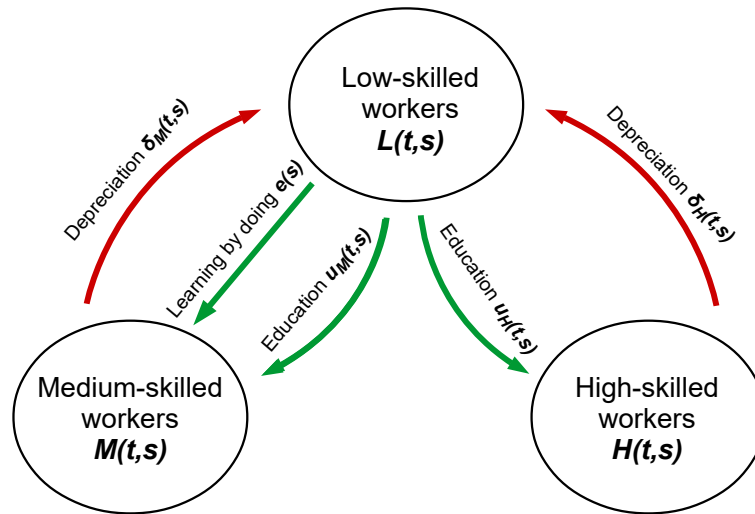 Low-skilled
workers
L(t,s)
Depreciation δM(t,s)
Learning by doing e(s)
Education uM(t,s)
Education uH(t,s)
Depreciation δH(t,s)
Medium-skilled
workers
M(t,s)
High-skilled
workers
H(t,s)